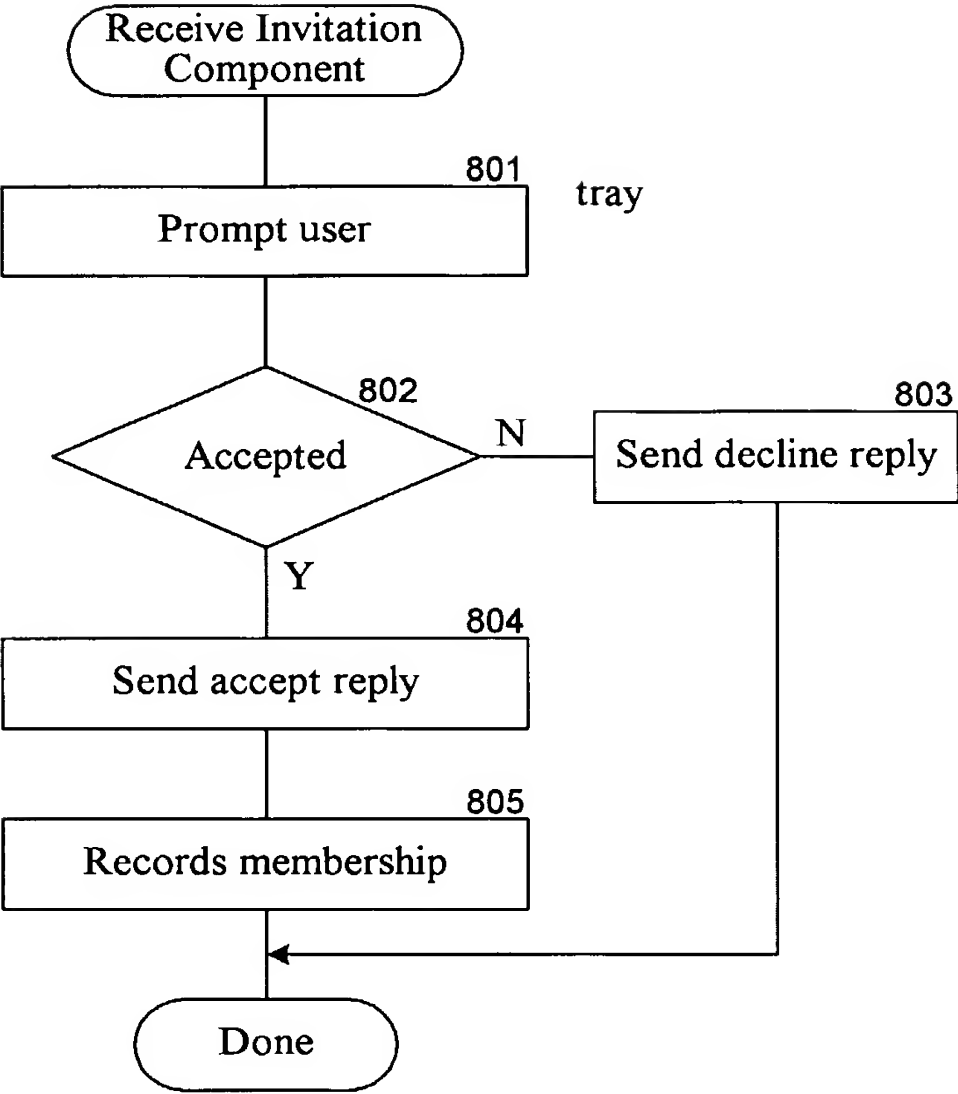 Receive Invitation
Component
801
tray
Prompt user
802
Accepted
N
803
Send decline reply
Y
804
Send accept reply
805
Records membership
Done